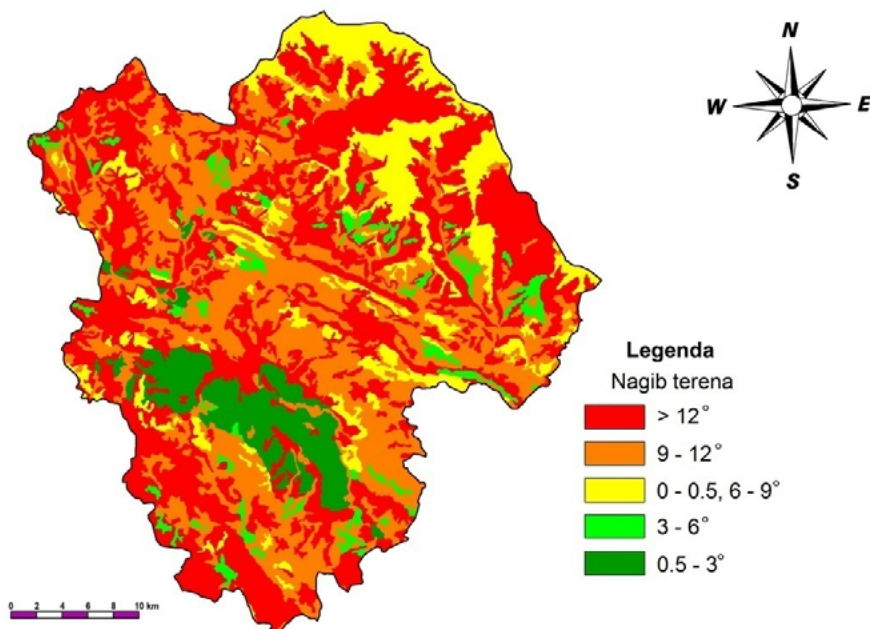 N
W E
S
Legenda
Nagib terena
> 12°
9 - 12°
0 - 0.5, 6 - 9°
3 - 6°
0.5 - 3°
0 2 4 6 8 10 km